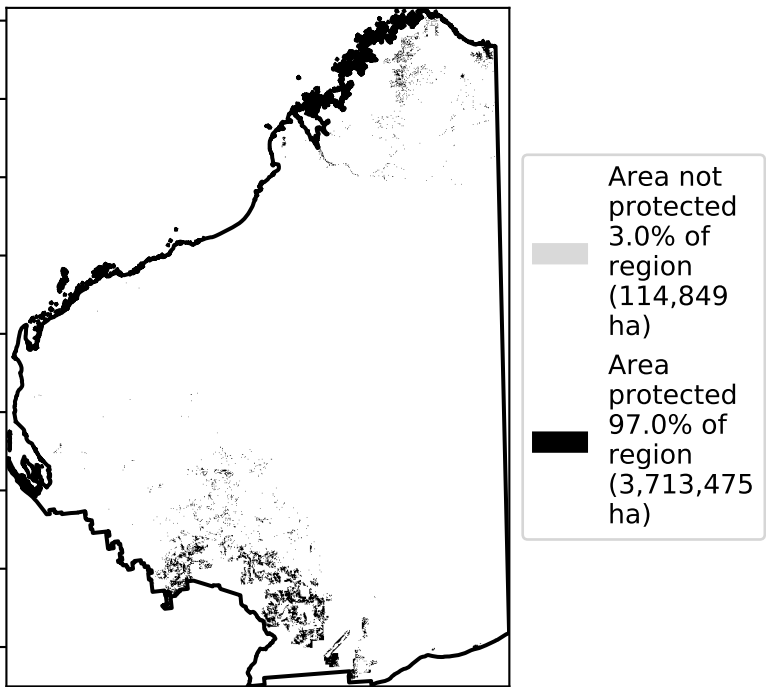 Area not
protected
3.0% of
region
(114,849
ha)
Area
protected
97.0% of
region
(3,713,475
ha)